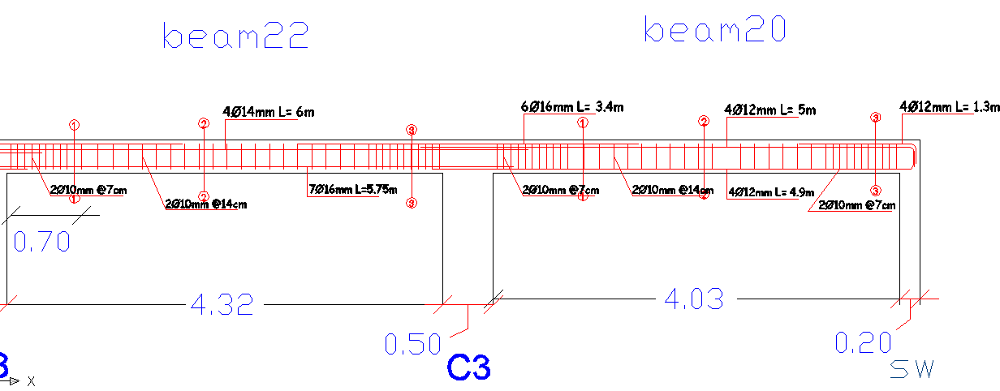 beam22
beam20
4Ø14mm L= 6m
6Ø16mm L= 3.4m
4Ø12mm L= 5m
4Ø12mm L= 1.3m
1
2
3
1
2
3
2Ø10mm @7cm
2Ø10mm @14cm
7Ø16mm L=5.75m
2Ø10mm @7cm
2Ø10mm @14cm
4Ø12mm L= 4.9m
2Ø10mm @7cm
1
2
3
1
2
3
0.70
4.32
4.03
0.50
0.20
C3
SW
X